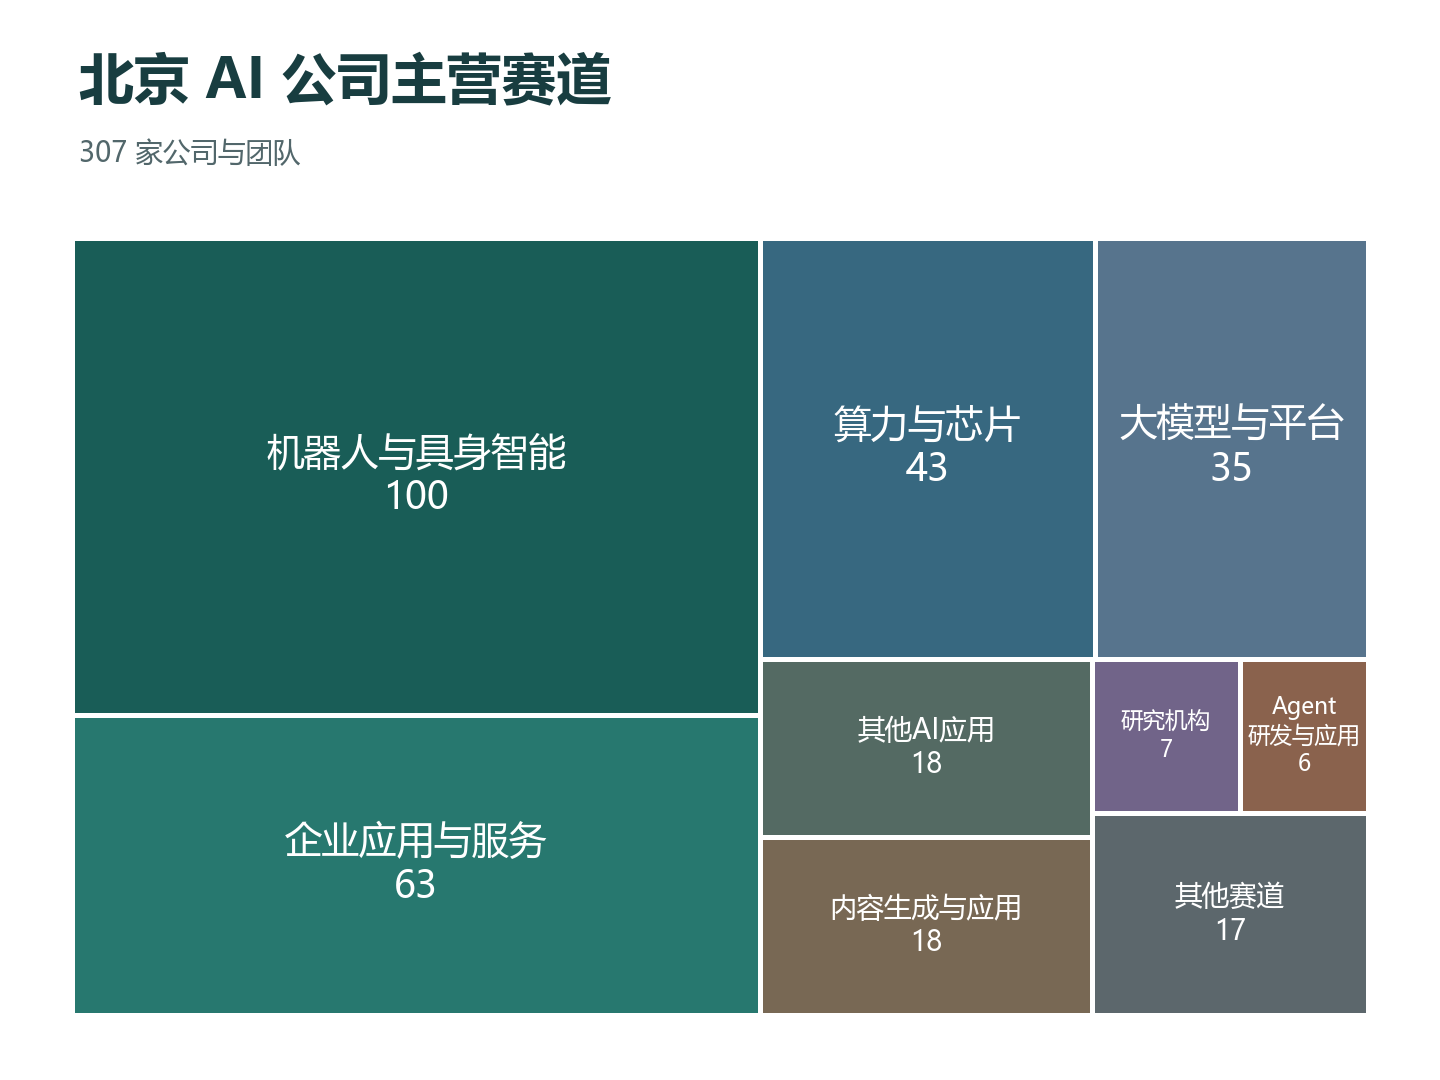 北京 AI 公司主营赛道
307 家公司与团队
机器人与具身智能
100
算力与芯片
43
大模型与平台
35
企业应用与服务
63
其他AI应用
18
研究机构
7
Agent
研发与应用
6
内容生成与应用
18
其他赛道
17